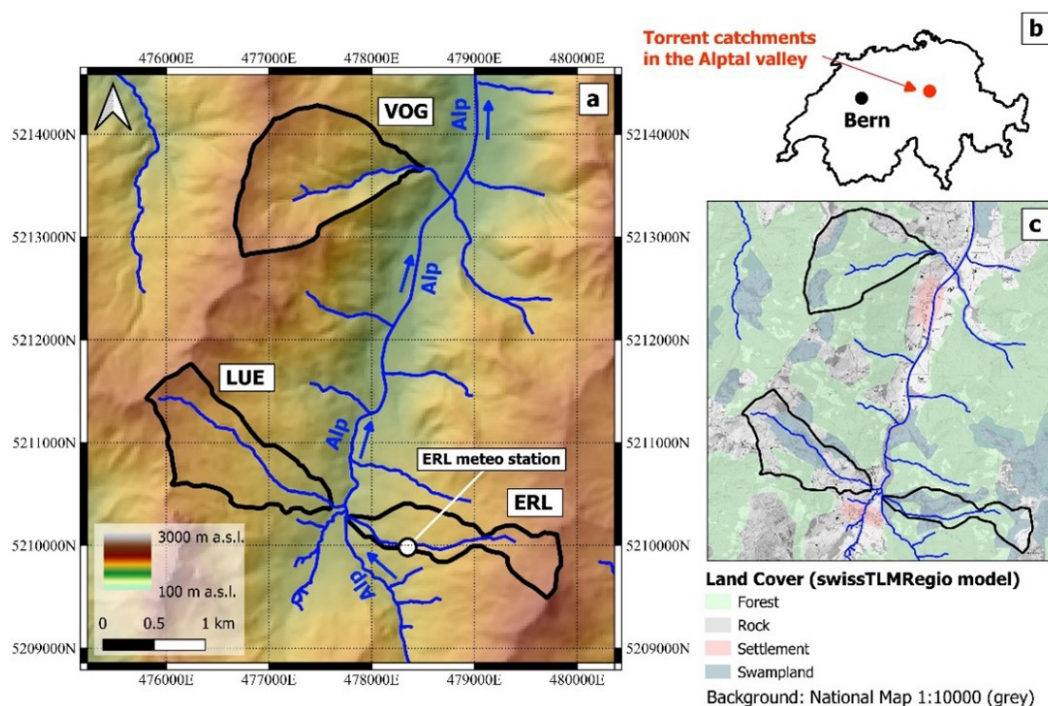 476000E 477000E 478000E 479000E 480000E
a
VOG
Alp
5214000N 5214000N
5213000N 5213000N
Alp
5212000N 5212000N
LUE
5211000N 5211000N
Alp
ERL meteo station
ERL
5210000N 5210000N
Alp
3000 m a.s.l.
100 m a.s.l.
0 0.5 1 km
5209000N 5209000N
476000E 477000E 478000E 479000E 480000E
b
Torrent catchments
in the Alptal valley
Bern
c
Land Cover (swissTLMRegio model)
Forest
Rock
Settlement
Swampland
Background: National Map 1:10000 (grey)